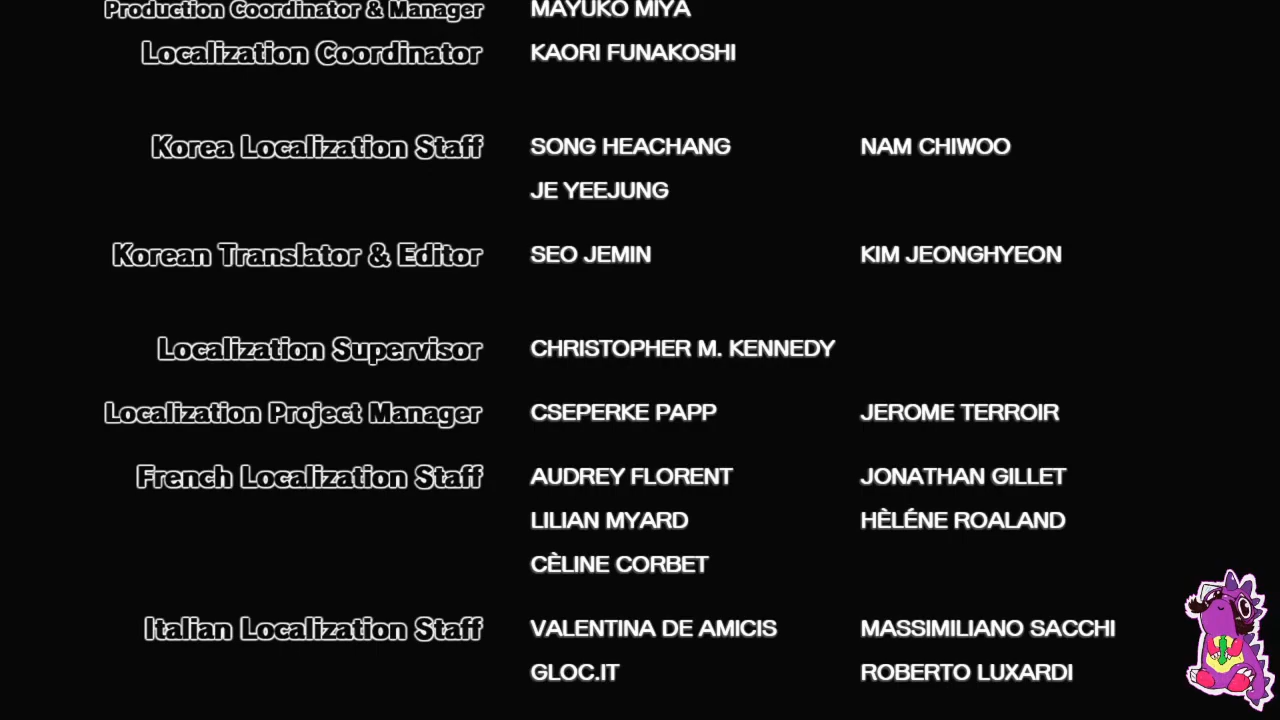 Production Coordinator & Manager MAYUKO MIYA
Localization Coordinator KAORI FUNAKOSHI
Korea Localization Staff SONG HEACHANG NAM CHIWOO
JE YEEJUNG
Korean Translator & Editor SEO JEMIN KIM JEONGHYEON
Localization Supervisor CHRISTOPHER M. KENNEDY
Localization Project Manager CSEPERKE PAPP JEROME TERROIR
French Localization Staff AUDREY FLORENT JONATHAN GILLET
LILIAN MYARD HÈLÉNE ROALAND
CÈLINE CORBET
Italian Localization Staff VALENTINA DE AMICIS MASSIMILIANO SACCHI
GLOC.IT ROBERTO LUXARDI